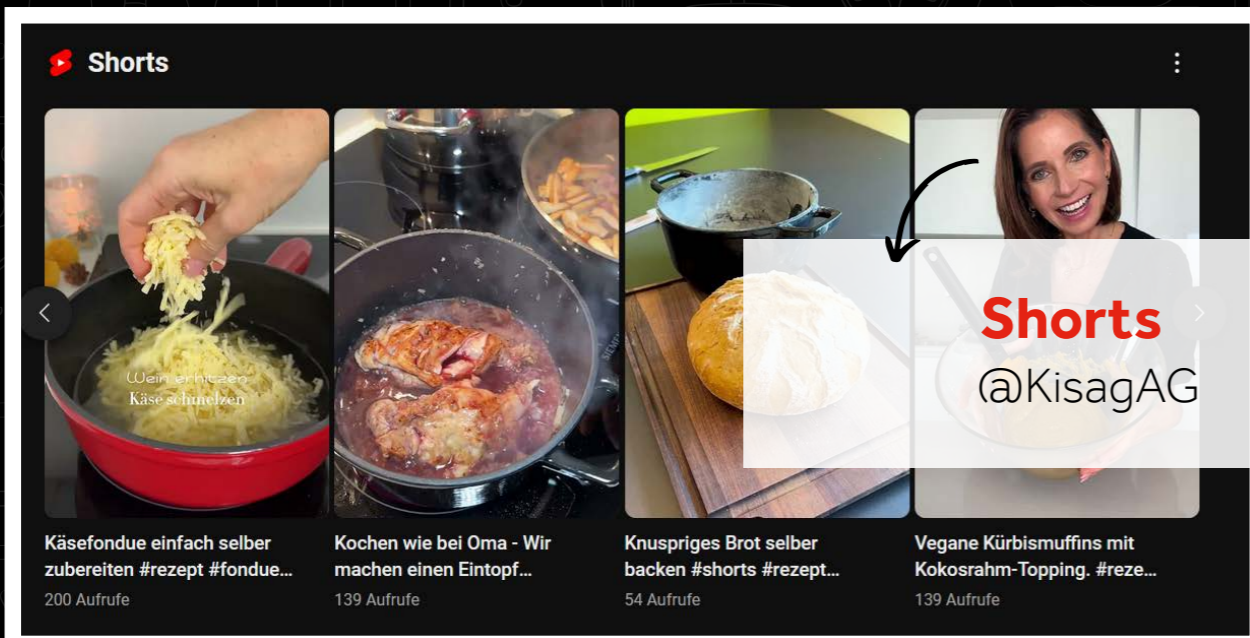 Shorts
Wein erhitzen
Käse schmelzen
Shorts
@KisagAG
Käsefondue einfach selber
zubereiten #rezept #fondue...
200 Aufrufe
Kochen wie bei Oma - Wir
machen einen Eintopf...
139 Aufrufe
Knuspriges Brot selber
backen #shorts #rezept...
54 Aufrufe
Vegane Kürbismuffins mit
Kokosrahm-Topping. #reze...
139 Aufrufe